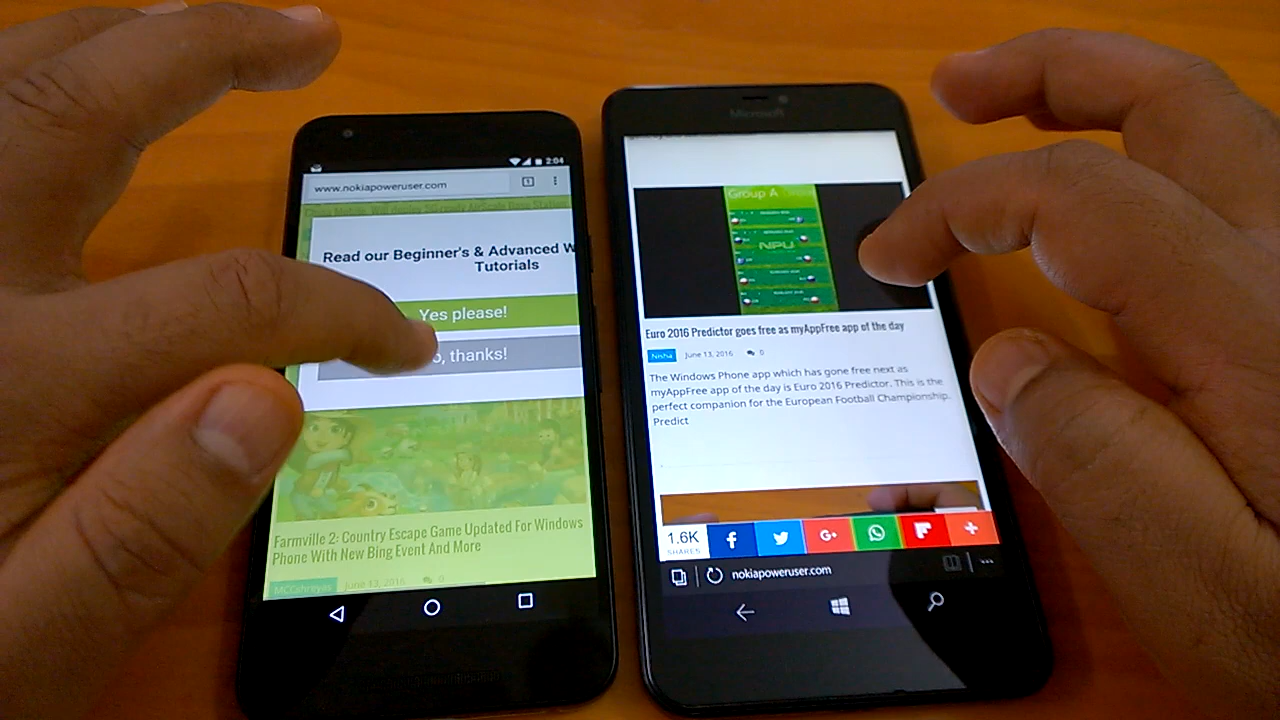 2:04
www.nokiapoweruser.com
Read our Beginner's & Advanced W
Tutorials
Yes please!
o, thanks!
Farmville 2: Country Escape Game Updated For Windows
Phone With New Bing Event And More
June 13, 2016 0
Microsoft
Group A
NPU
Euro 2016 Predictor goes free as myAppFree app of the day
Nisha June 13, 2016 0
The Windows Phone app which has gone free next as
myAppFree app of the day is Euro 2016 Predictor. This is the
perfect companion for the European Football Championship.
Predict
1.6K
SHARES
nokiapoweruser.com